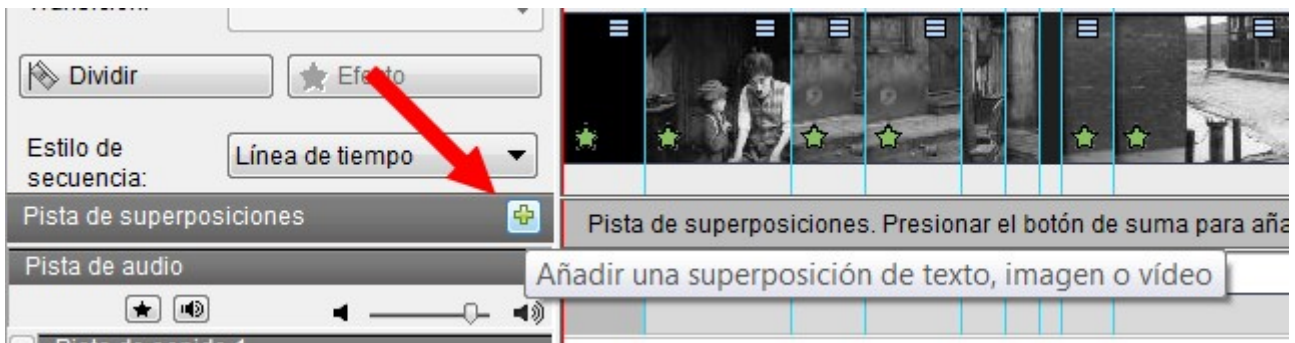 Dividir
Efecto
Estilo de
secuencia:
Línea de tiempo
Pista de superposiciones
Pista de superposiciones. Presionar el botón de suma para aña
Pista de audio
Añadir una superposición de texto, imagen o vídeo